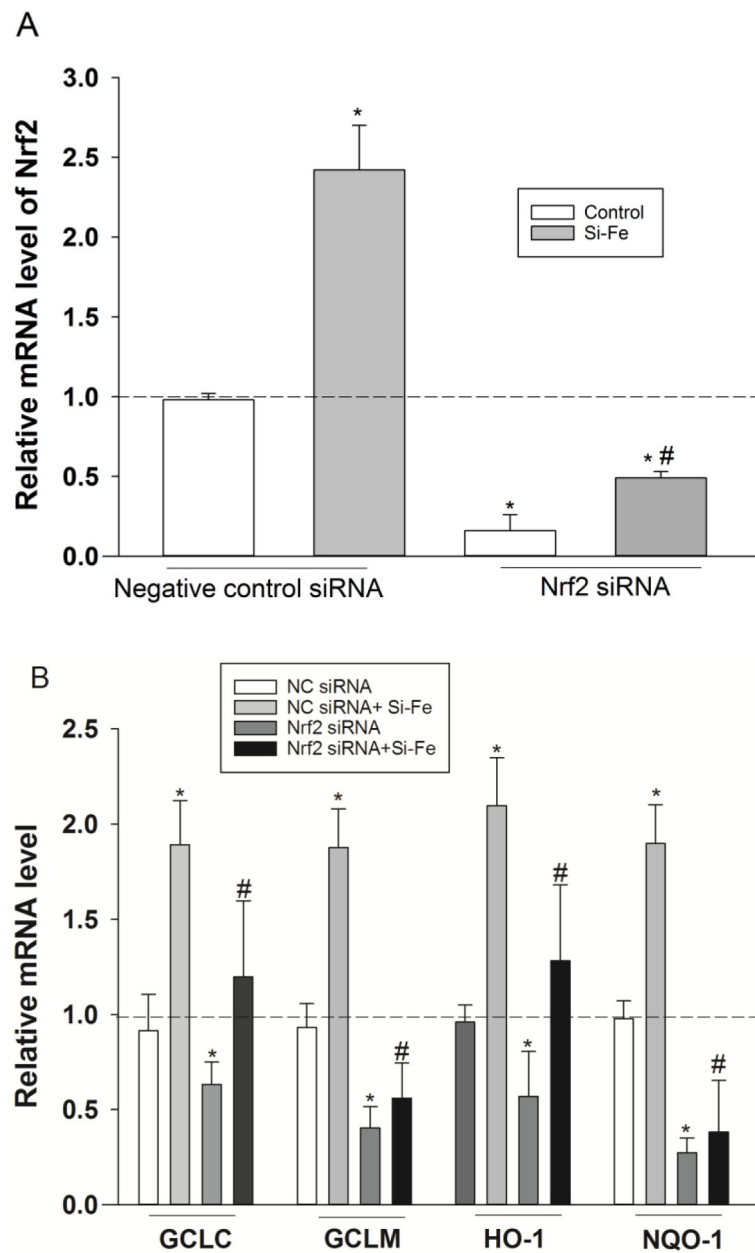 A
Relative mRNA level of Nrf2
3.0
2.5
2.0
1.5
1.0
0.5
0.0
*
Control
Si-Fe
*
* #
Negative control siRNA
Nrf2 siRNA
B
NC siRNA
NC siRNA+ Si-Fe
Nrf2 siRNA
Nrf2 siRNA+Si-Fe
Relative mRNA level
2.5
2.0
1.5
1.0
0.5
0.0
* * * *
# # # #
* * * *
GCLC GCLM HO-1 NQO-1